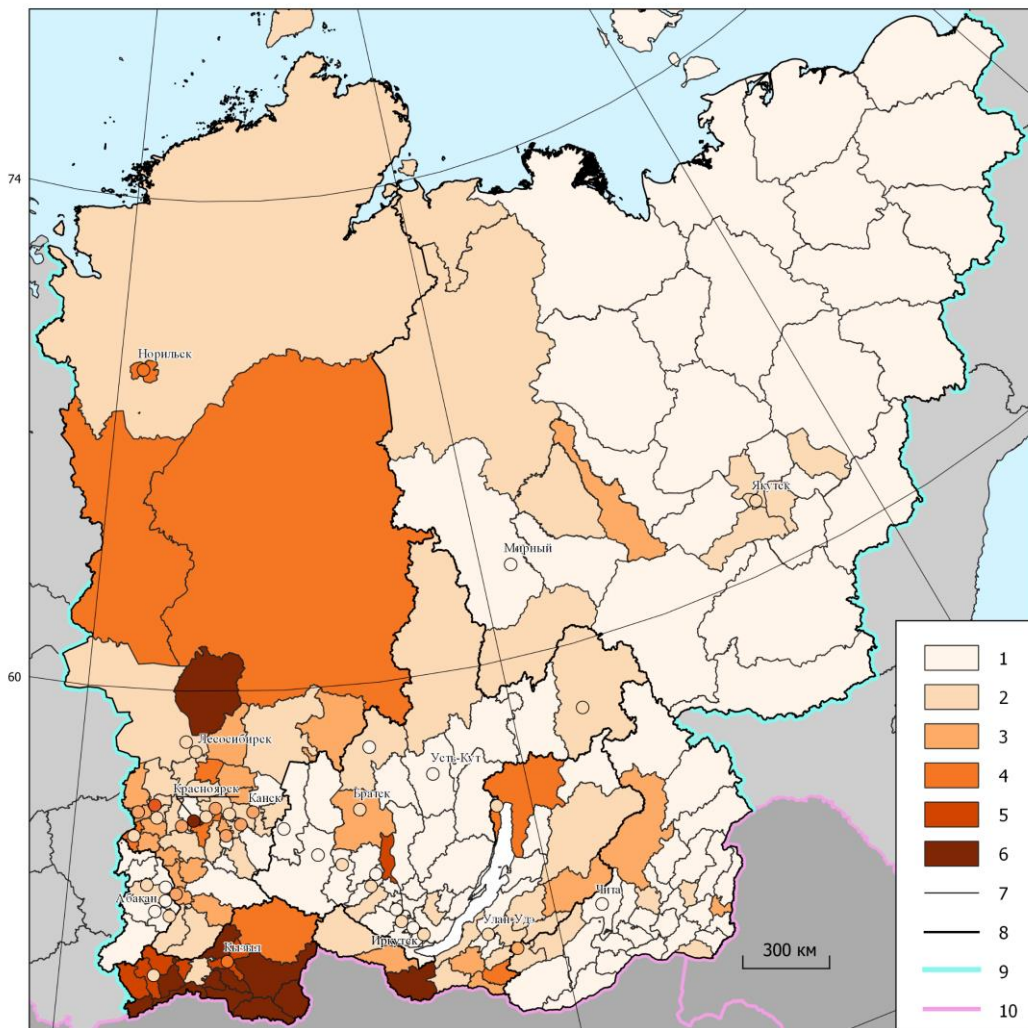 74
Норильск
Якутск
Мирный
60
Лесосибирск
Усть-Кут
Красноярск
Канск
Братск
Абакан
Чита
Улан-Удэ
Иркутск
Кызыл
300 км
1
2
3
4
5
6
7
8
9
10